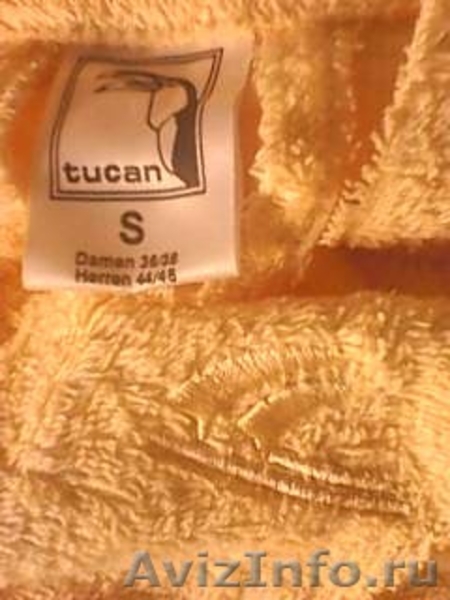 tucan
S
Damen 36/38
Herren 44/46
AvizInfo.ru